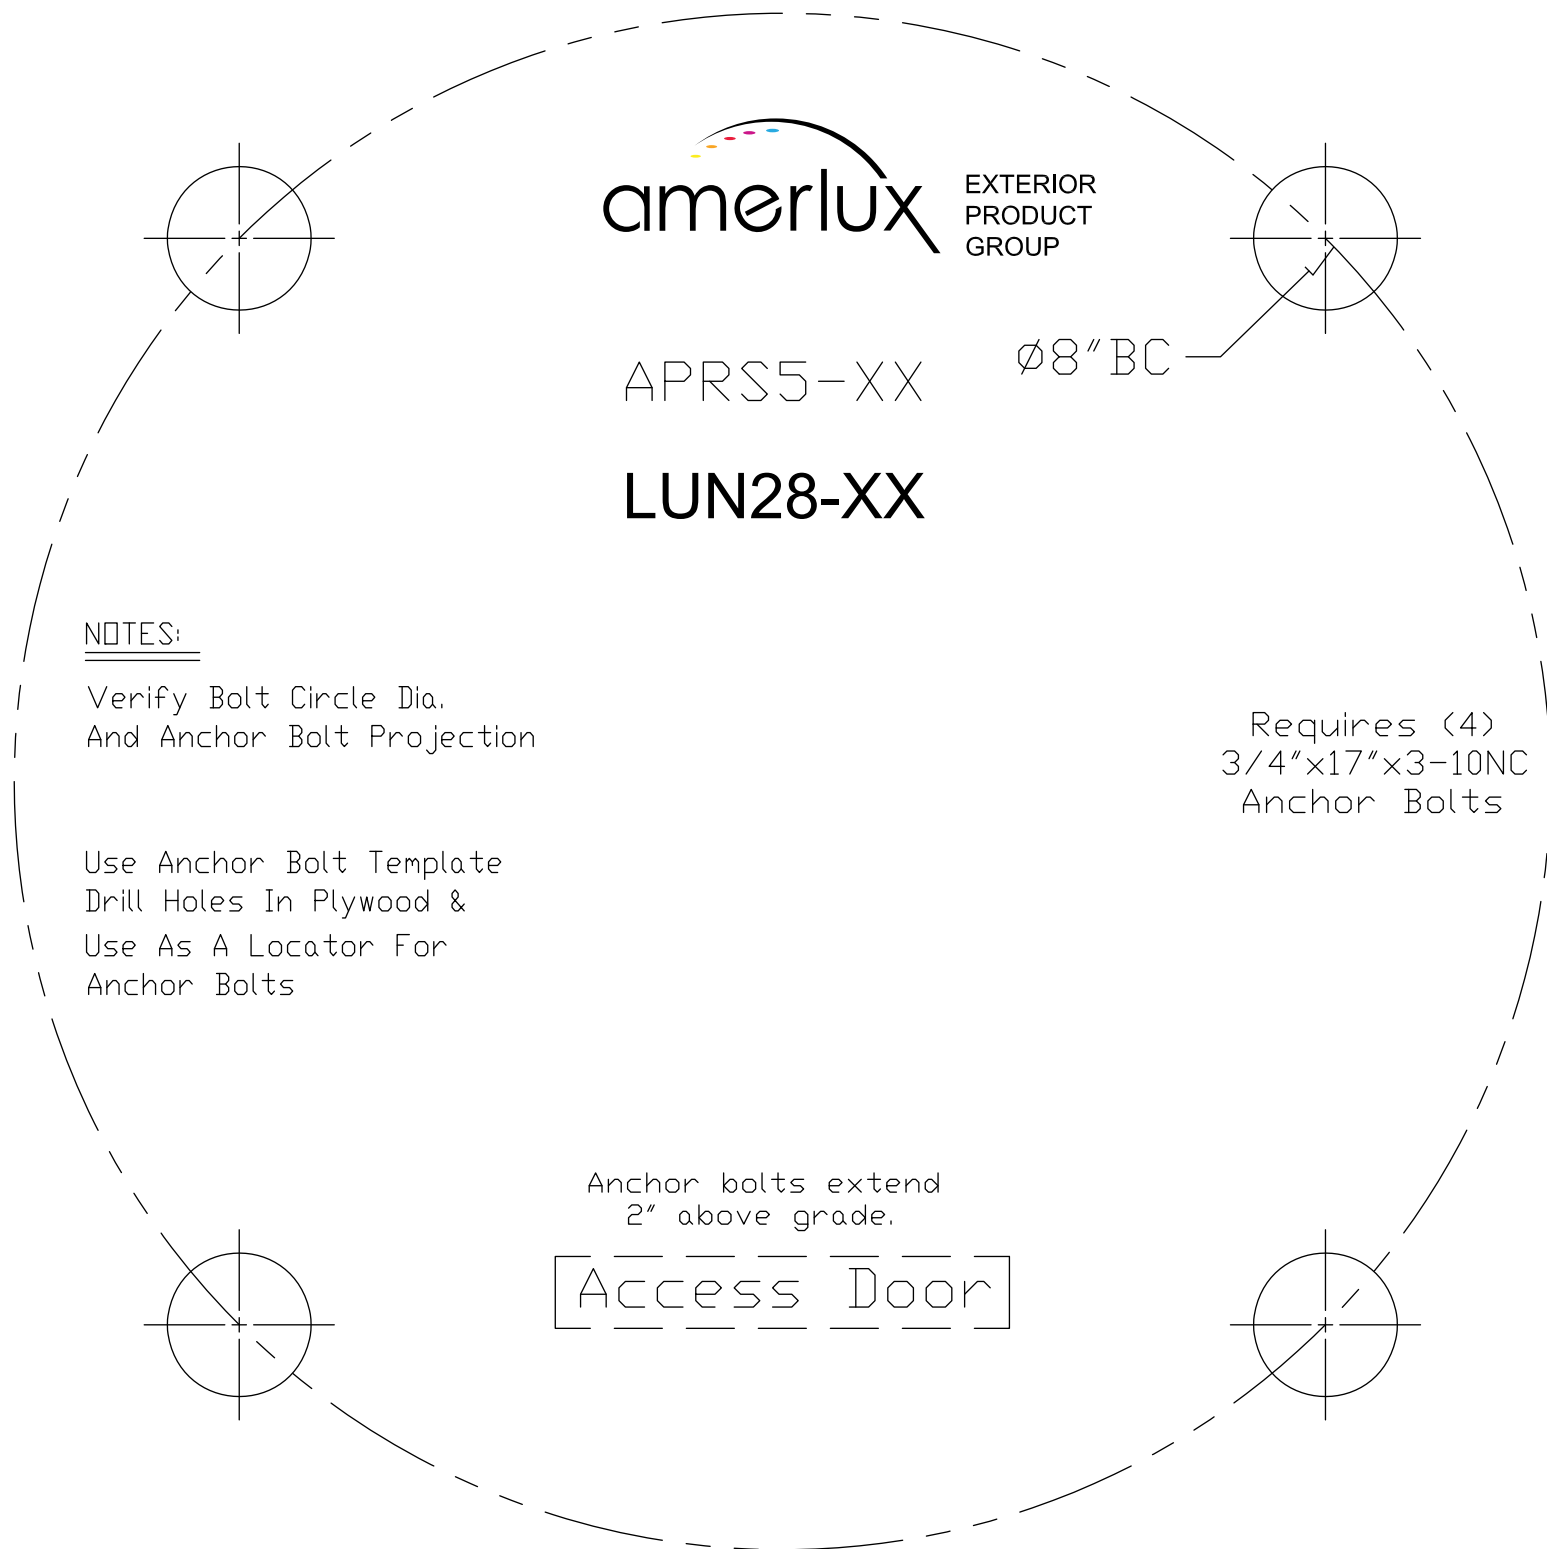 amerlux
EXTERIOR
PRODUCT
GROUP
APRS5-XX
Ø8"BC
LUN28-XX
NOTES:
Verify Bolt Circle Dia.
And Anchor Bolt Projection
Requires (4)
3/4"x17"x3-10NC
Anchor Bolts
Use Anchor Bolt Template
Drill Holes In Plywood &
Use As A Locator For
Anchor Bolts
Anchor bolts extend
2" above grade.
Access Door